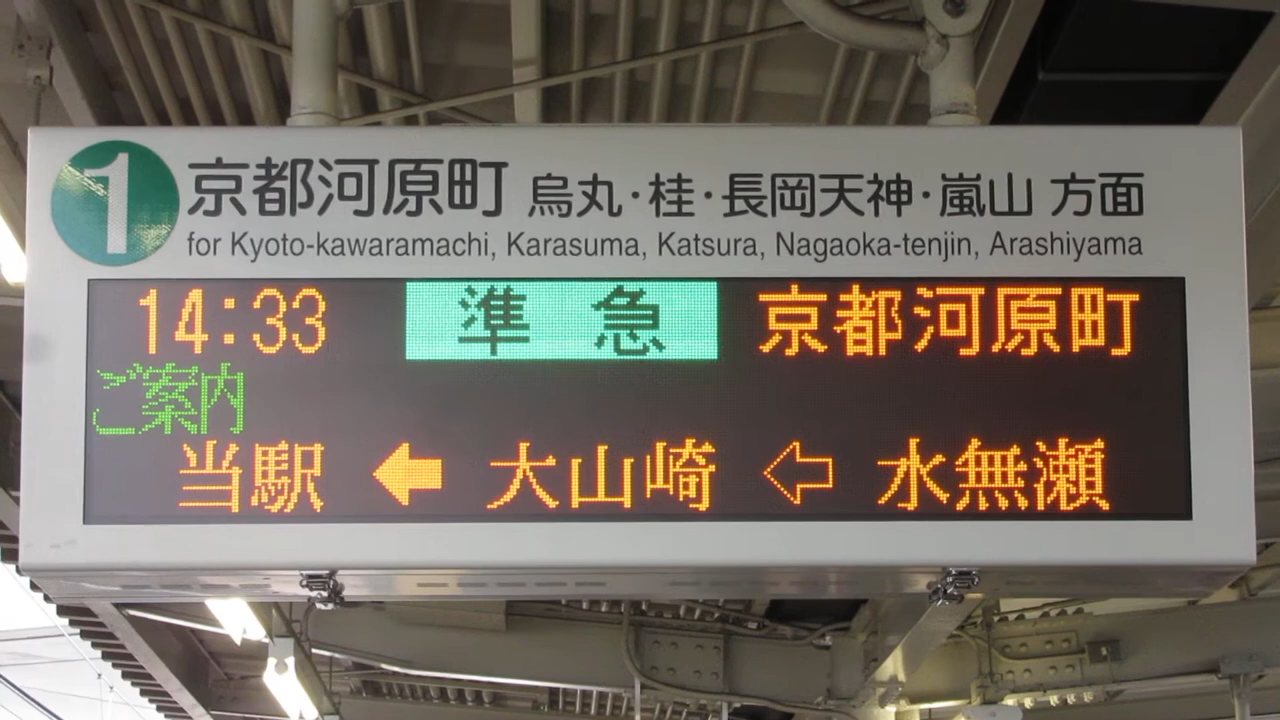 1 京都河原町 烏丸・桂・長岡天神・嵐山 方面
for Kyoto-kawaramachi, Karasuma, Katsura, Nagaoka-tenjin, Arashiyama
14:33 準 急 京都河原町
ご案内
当駅 ← 大山崎 ⇦ 水無瀬